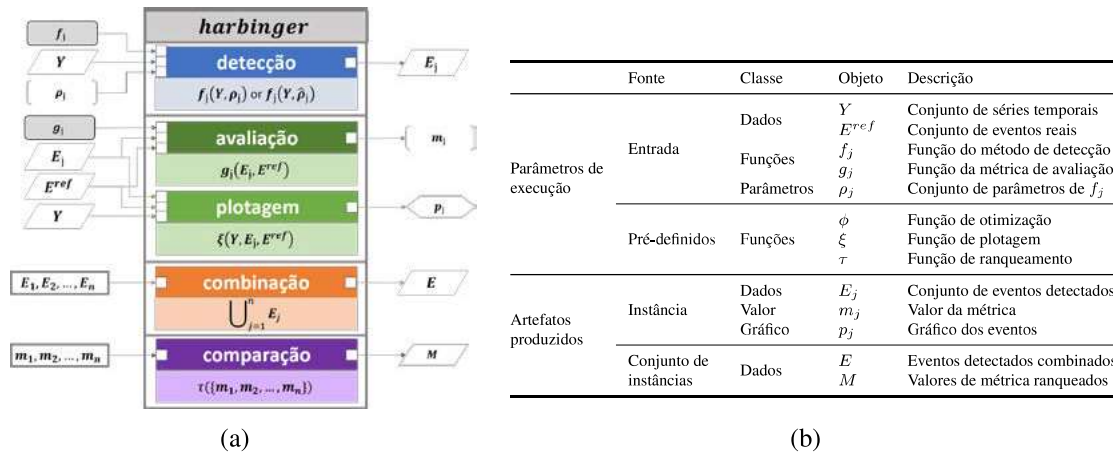 harbinger
f_j
Y
ρ_j
detecção
f_j(Y, ρ_j) or f_j(Y, ρ̂_j)
E_j
g_j
E_j
E^ref
Y
avaliação
g_j(E_j, E^ref)
m_j
plotagem
ξ(Y, E_j, E^ref)
p_j
E_1, E_2, ..., E_n
combinação
⋃_{j=1}^{n} E_j
E
m_1, m_2, ..., m_n
comparação
τ({m_1, m_2, ..., m_n})
M
(a)
Fonte Classe Objeto Descrição
Parâmetros de execução
Entrada
Dados
Y Conjunto de séries temporais
E^ref Conjunto de eventos reais
Funções
f_j Função do método de detecção
g_j Função da métrica de avaliação
Parâmetros ρ_j Conjunto de parâmetros de f_j
Pré-definidos Funções
ϕ Função de otimização
ξ Função de plotagem
τ Função de ranqueamento
Artefatos produzidos
Instância
Dados E_j Conjunto de eventos detectados
Valor m_j Valor da métrica
Gráfico p_j Gráfico dos eventos
Conjunto de instâncias
Dados
E Eventos detectados combinados
M Valores de métrica ranqueados
(b)